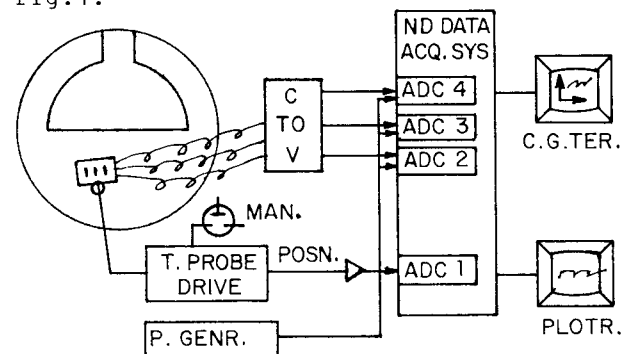 Fig.4.
ND DATA
ACQ. SYS
C
TO
V
ADC 4
ADC 3
ADC 2
C.G.TER.
MAN.
T. PROBE
DRIVE
POSN.
ADC 1
P. GENR.
PLOTR.